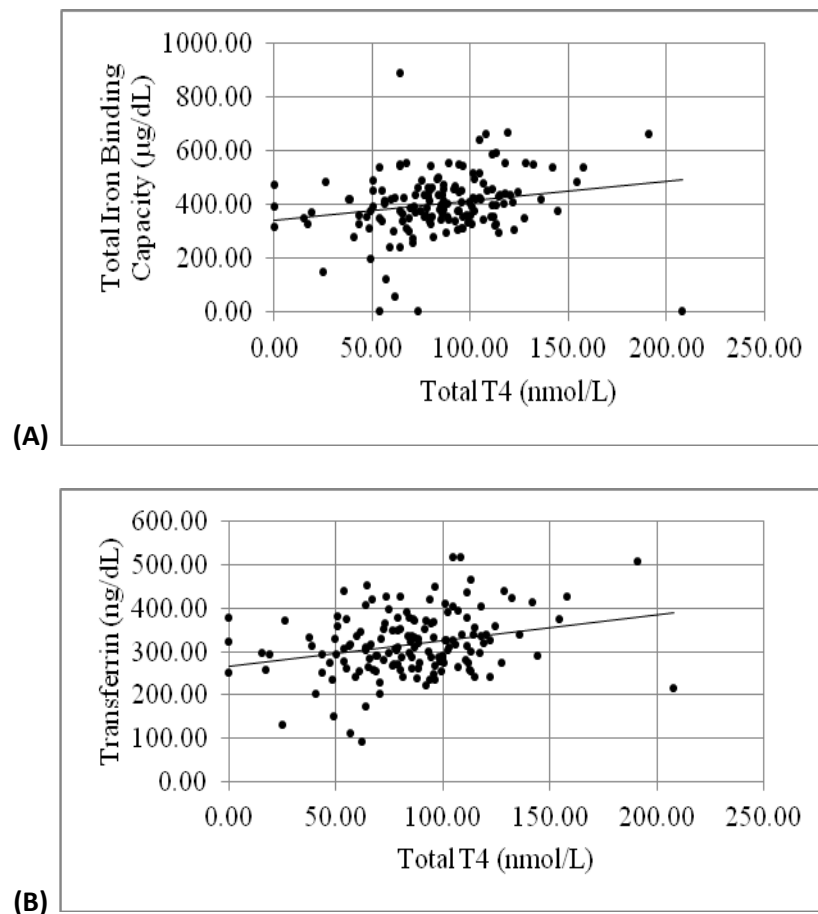 1000.00
800.00
600.00
400.00
200.00
0.00
Total Iron Binding
Capacity (µg/dL)
0.00 50.00 100.00 150.00 200.00 250.00
Total T4 (nmol/L)
(A)
600.00
500.00
400.00
300.00
200.00
100.00
0.00
Transferrin (ng/dL)
0.00 50.00 100.00 150.00 200.00 250.00
Total T4 (nmol/L)
(B)